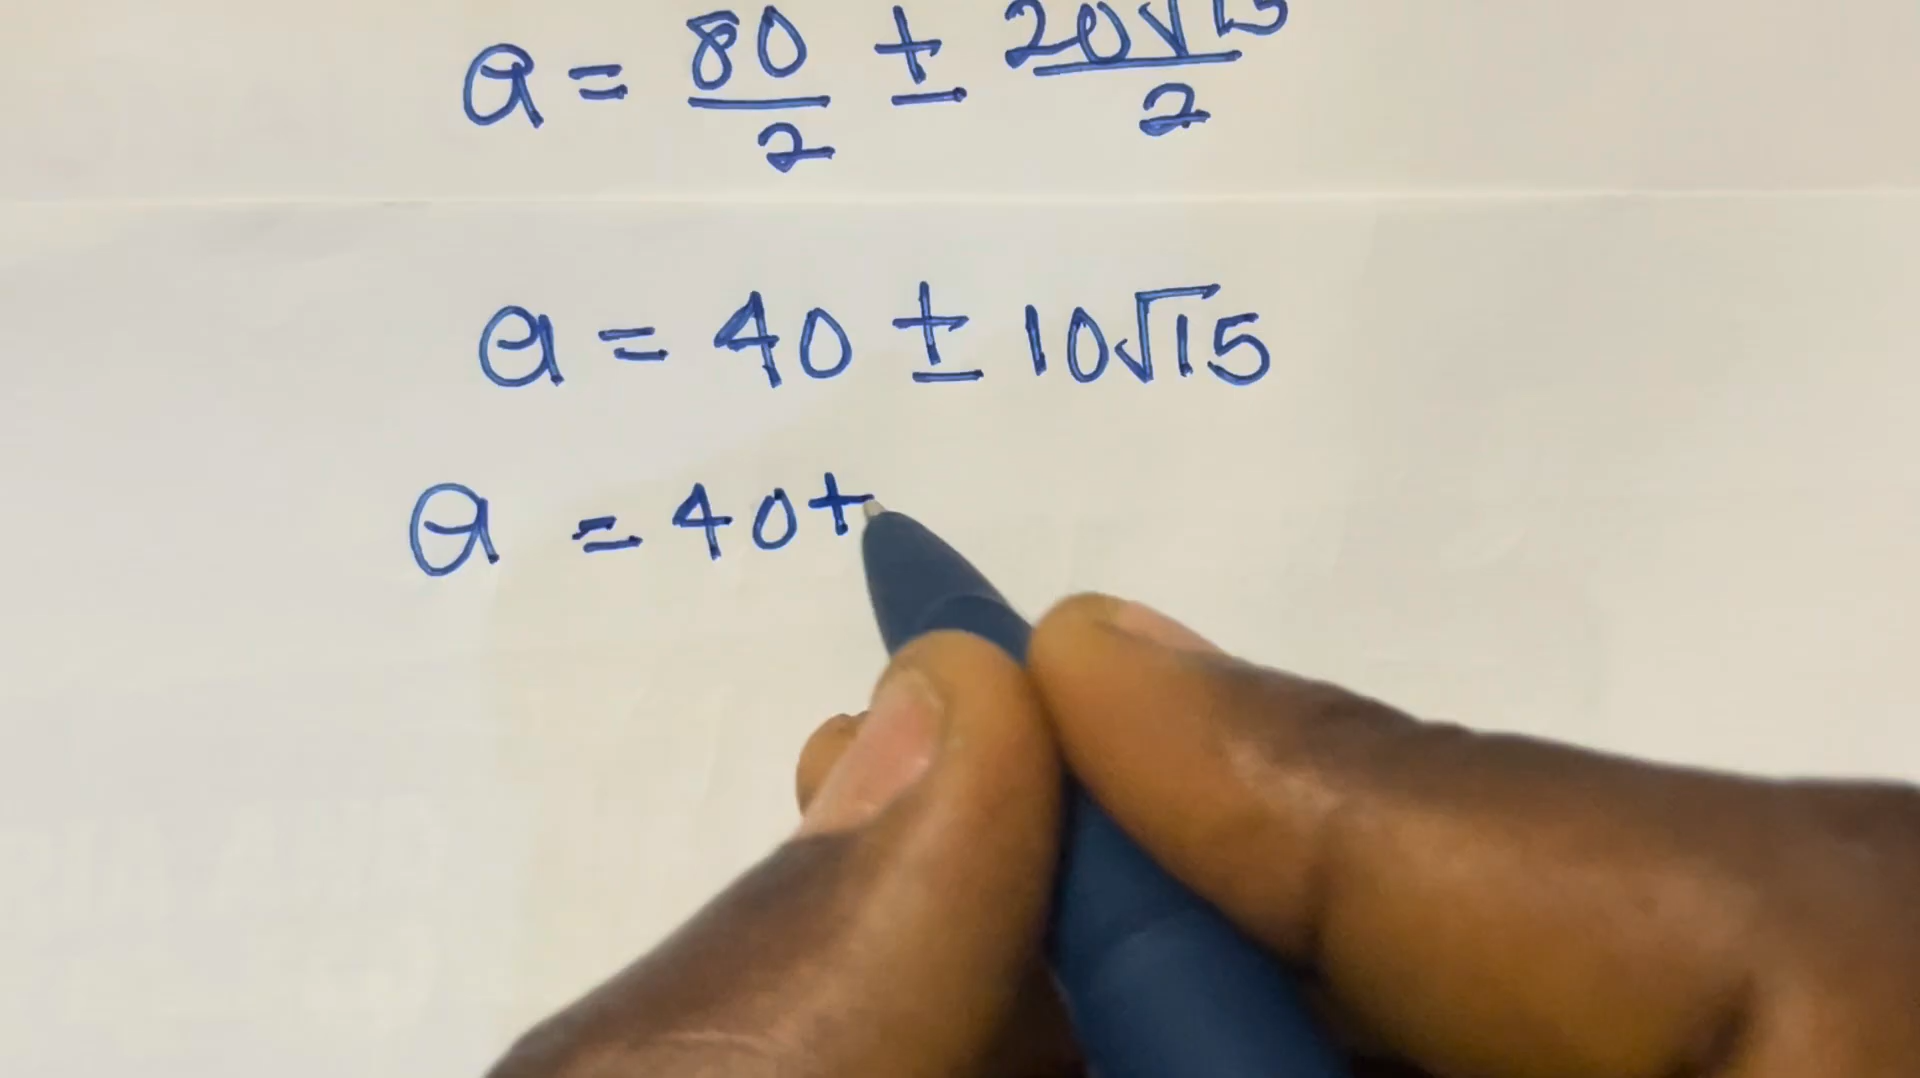 a = 80/2 ± 20√15/2
a = 40 ± 10√15
a = 40+